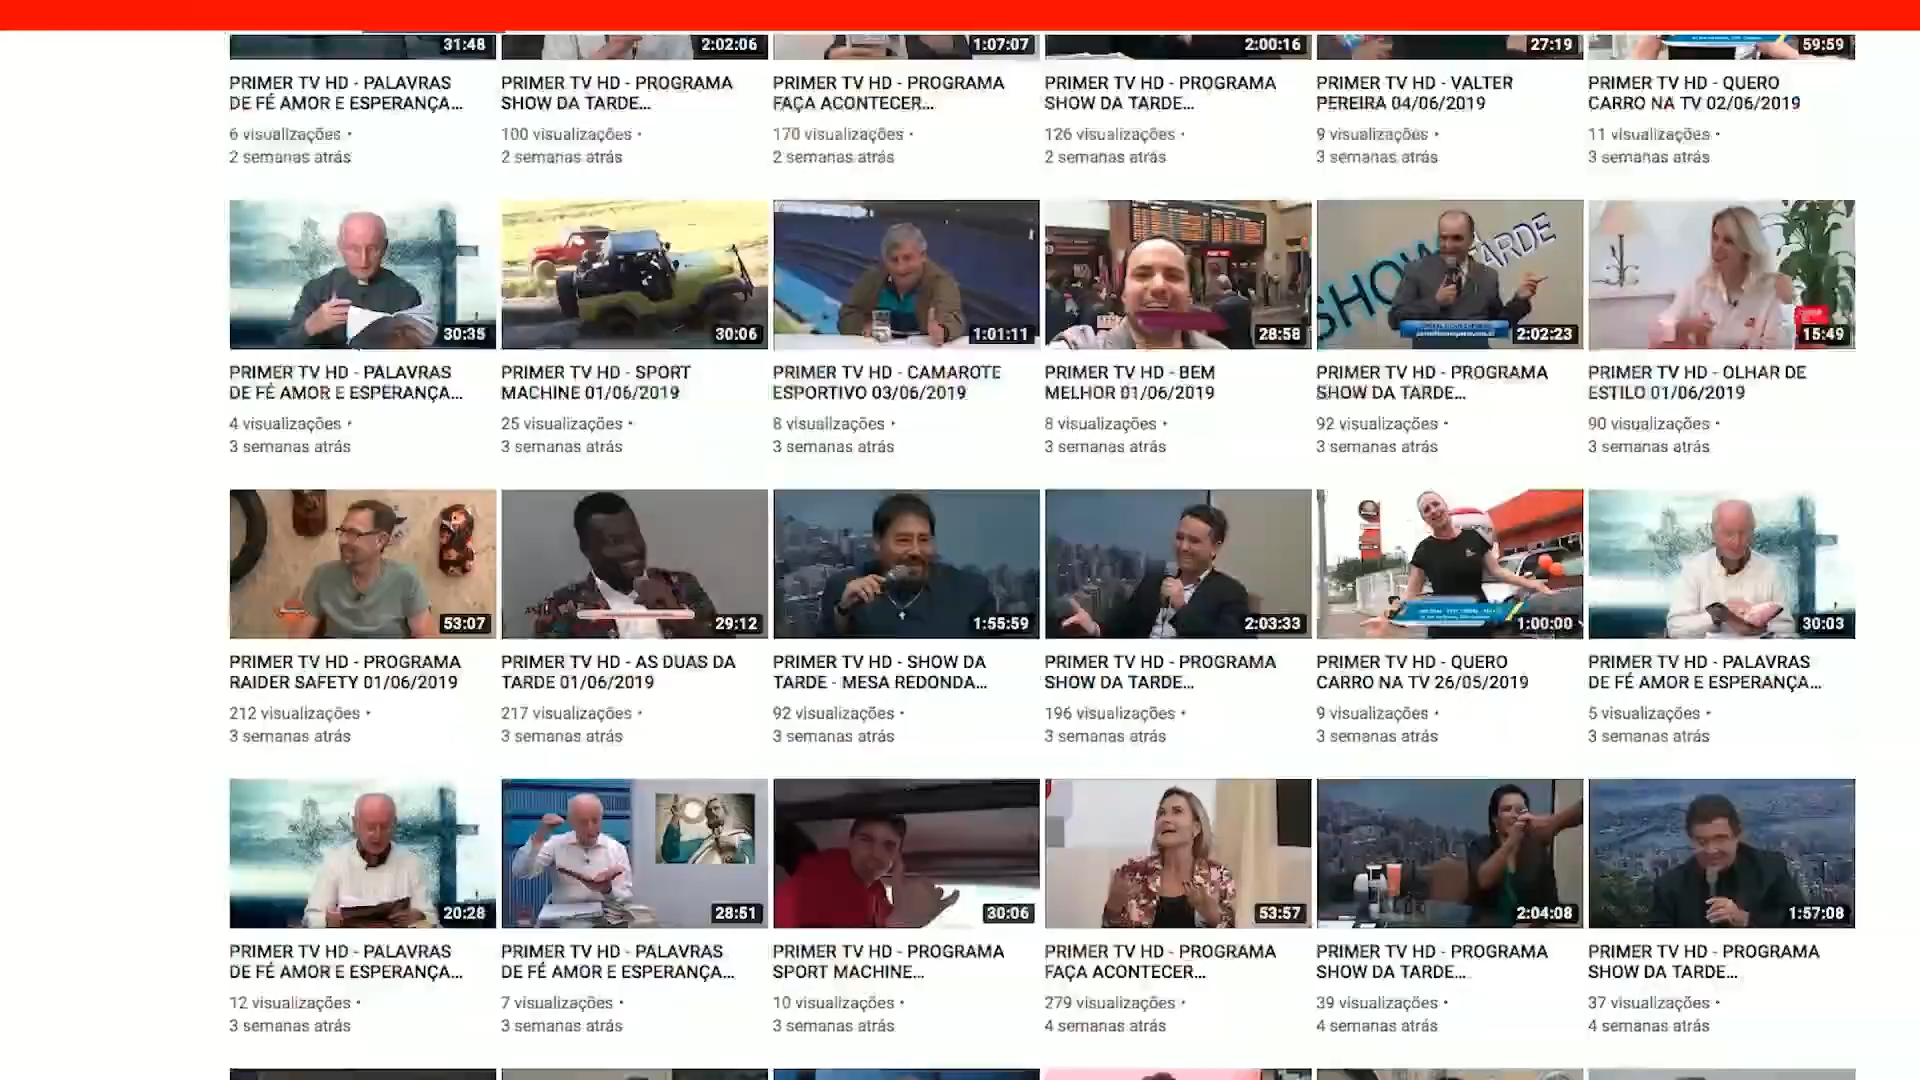 31:48
2:02:06
1:07:07
2:00:16
27:19
59:59
PRIMER TV HD - PALAVRAS
DE FÉ AMOR E ESPERANÇA...
6 visualizações •
2 semanas atrás
PRIMER TV HD - PROGRAMA
SHOW DA TARDE...
100 visualizações •
2 semanas atrás
PRIMER TV HD - PROGRAMA
FAÇA ACONTECER...
170 visualizações •
2 semanas atrás
PRIMER TV HD - PROGRAMA
SHOW DA TARDE...
126 visualizações •
2 semanas atrás
PRIMER TV HD - VALTER
PEREIRA 04/06/2019
9 visualizações •
3 semanas atrás
PRIMER TV HD - QUERO
CARRO NA TV 02/06/2019
11 visualizações •
3 semanas atrás
30:35
PRIMER TV HD - PALAVRAS
DE FÉ AMOR E ESPERANÇA...
4 visualizações •
3 semanas atrás
30:06
PRIMER TV HD - SPORT
MACHINE 01/06/2019
25 visualizações •
3 semanas atrás
1:01:11
PRIMER TV HD - CAMAROTE
ESPORTIVO 03/06/2019
8 visualizações •
3 semanas atrás
28:58
PRIMER TV HD - BEM
MELHOR 01/06/2019
8 visualizações •
3 semanas atrás
SHOW TARDE
2:02:23
PRIMER TV HD - PROGRAMA
SHOW DA TARDE...
92 visualizações •
3 semanas atrás
15:49
PRIMER TV HD - OLHAR DE
ESTILO 01/06/2019
90 visualizações •
3 semanas atrás
53:07
PRIMER TV HD - PROGRAMA
RAIDER SAFETY 01/06/2019
212 visualizações •
3 semanas atrás
29:12
PRIMER TV HD - AS DUAS DA
TARDE 01/06/2019
217 visualizações •
3 semanas atrás
1:55:59
PRIMER TV HD - SHOW DA
TARDE - MESA REDONDA...
92 visualizações •
3 semanas atrás
2:03:33
PRIMER TV HD - PROGRAMA
SHOW DA TARDE...
196 visualizações •
3 semanas atrás
1:00:00
PRIMER TV HD - QUERO
CARRO NA TV 26/05/2019
9 visualizações •
3 semanas atrás
30:03
PRIMER TV HD - PALAVRAS
DE FÉ AMOR E ESPERANÇA...
5 visualizações •
3 semanas atrás
20:28
PRIMER TV HD - PALAVRAS
DE FÉ AMOR E ESPERANÇA...
12 visualizações •
3 semanas atrás
28:51
PRIMER TV HD - PALAVRAS
DE FÉ AMOR E ESPERANÇA...
7 visualizações •
3 semanas atrás
30:06
PRIMER TV HD - PROGRAMA
SPORT MACHINE...
10 visualizações •
3 semanas atrás
53:57
PRIMER TV HD - PROGRAMA
FAÇA ACONTECER...
279 visualizações •
4 semanas atrás
2:04:08
PRIMER TV HD - PROGRAMA
SHOW DA TARDE...
39 visualizações •
4 semanas atrás
1:57:08
PRIMER TV HD - PROGRAMA
SHOW DA TARDE...
37 visualizações •
4 semanas atrás